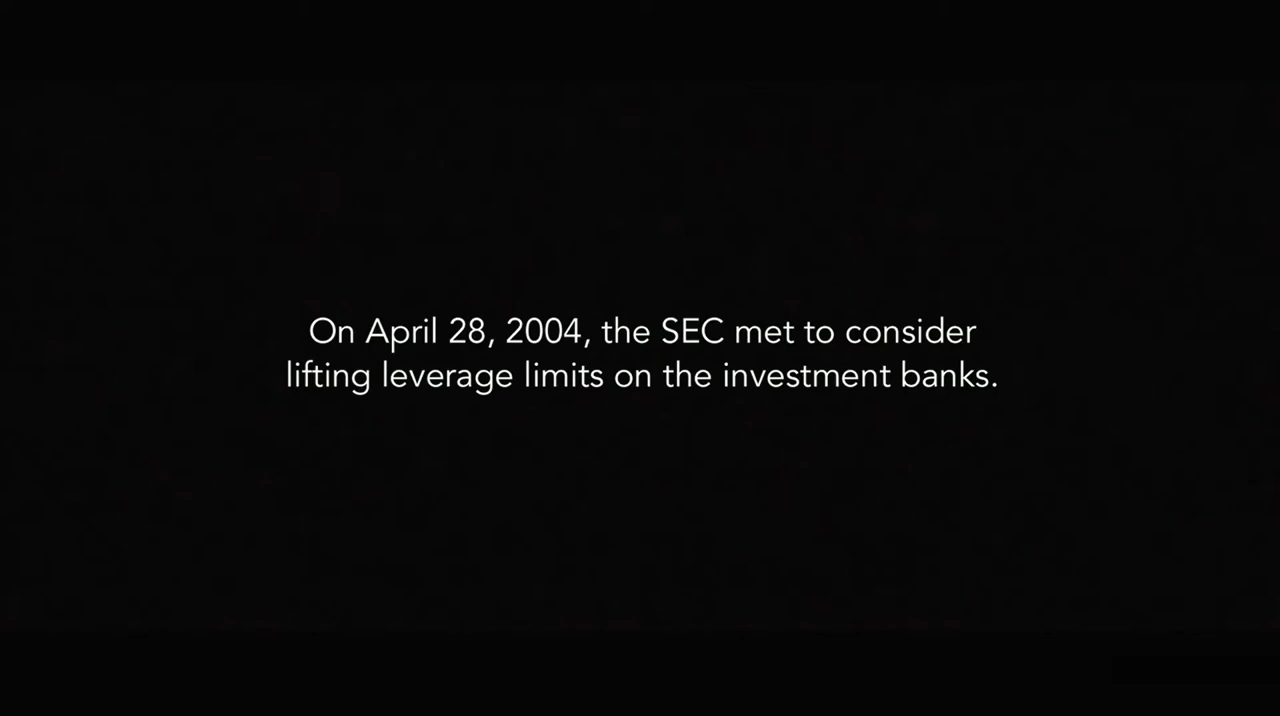 On April 28, 2004, the SEC met to consider
lifting leverage limits on the investment banks.